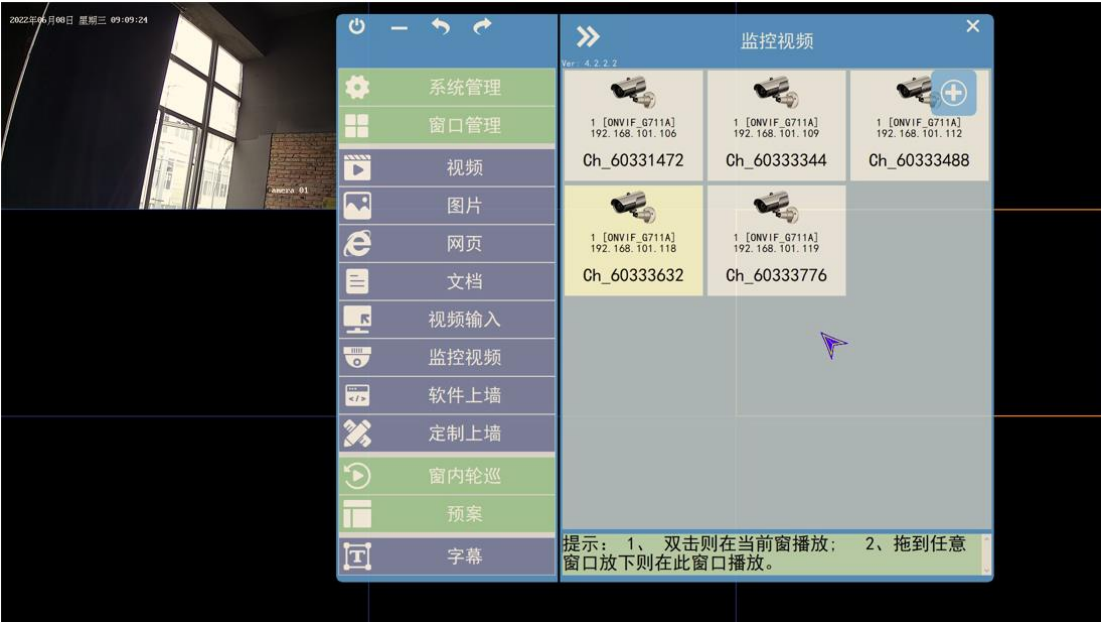 2022年06月08日 星期三 09:09:24
amera 01
系统管理
窗口管理
视频
图片
网页
文档
视频输入
监控视频
软件上墙
定制上墙
窗内轮巡
预案
字幕
监控视频
Ver: 4.2.2.2
1 [ONVIF_G711A]
192.168.101.106
Ch_60331472
1 [ONVIF_G711A]
192.168.101.109
Ch_60333344
1 [ONVIF_G711A]
192.168.101.112
Ch_60333488
1 [ONVIF_G711A]
192.168.101.118
Ch_60333632
1 [ONVIF_G711A]
192.168.101.119
Ch_60333776
提示： 1、 双击则在当前窗播放; 2、拖到任意
窗口放下则在此窗口播放。